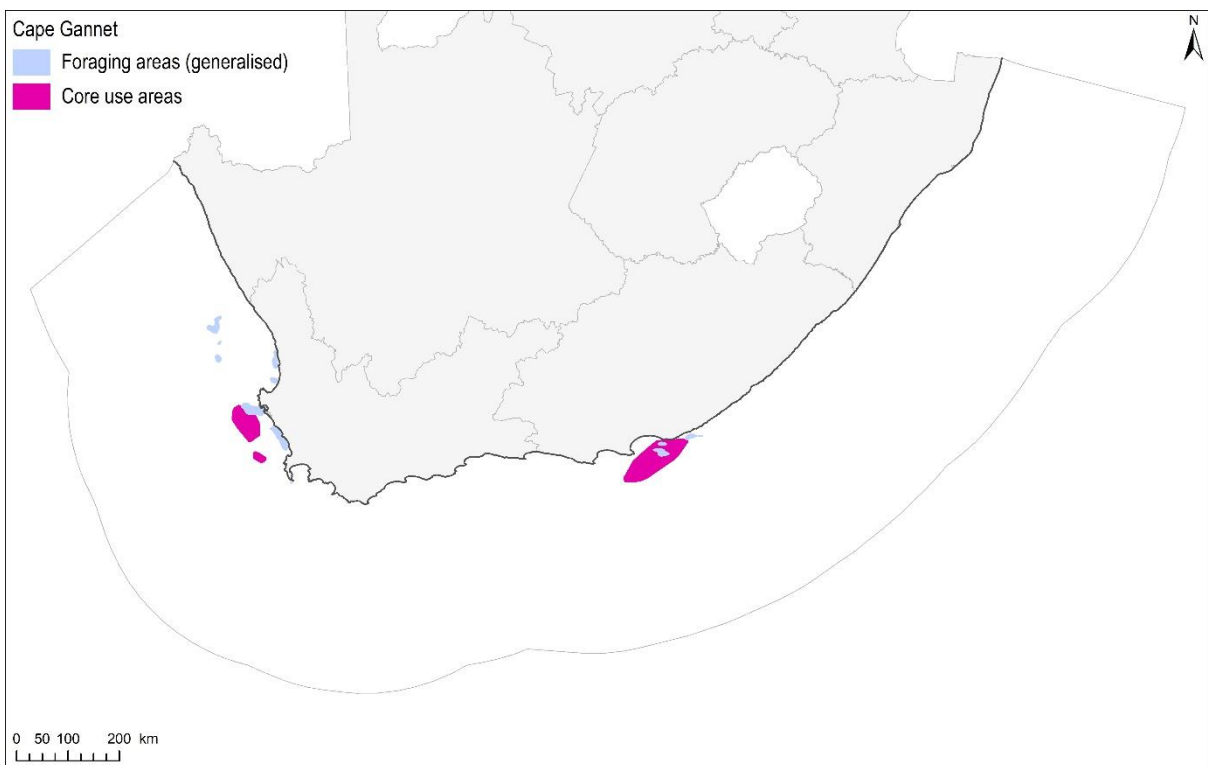 Cape Gannet
Foraging areas (generalised)
Core use areas
N
0 50 100 200 km